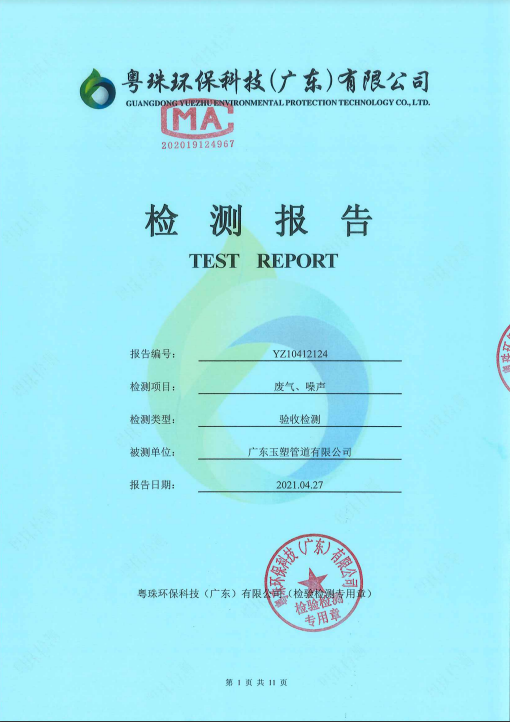 粤珠环保科技(广东)有限公司
GUANGDONG YUEZHU ENVIRONMENTAL PROTECTION TECHNOLOGY CO., LTD.
MA
202019124967
检测报告
TEST REPORT
报告编号: YZ10412124
检测项目: 废气、噪声
检测类型: 验收检测
被测单位: 广东玉塑管道有限公司
报告日期: 2021.04.27
粤珠环保科技(广东)有限公司(检验检测专用章)
粤珠环保科技(广东)有限公司
检验检测
专用章
第 1 页 共 11 页